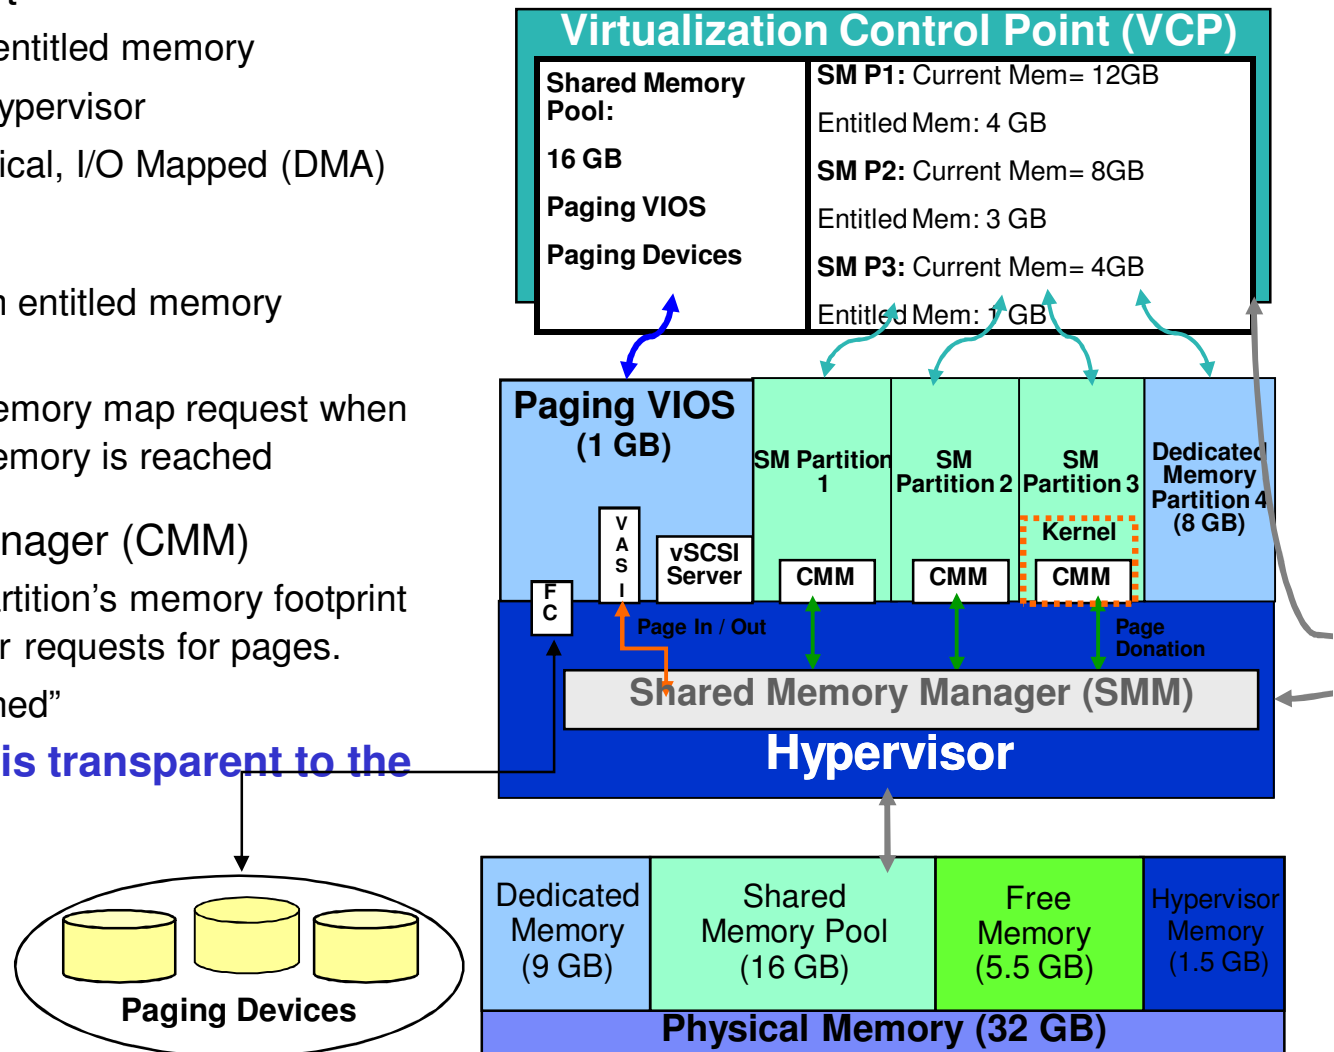 entitled memory
ypervisor
ical, I/O Mapped (DMA)
n entitled memory
emory map request when
emory is reached
nager (CMM)
artition's memory footprint
r requests for pages.
ned”
is transparent to the
Virtualization Control Point (VCP)
Shared Memory
Pool:
16 GB
Paging VIOS
Paging Devices
SM P1: Current Mem= 12GB
Entitled Mem: 4 GB
SM P2: Current Mem= 8GB
Entitled Mem: 3 GB
SM P3: Current Mem= 4GB
Entitled Mem: 1 GB
Paging VIOS
(1 GB)
SM Partition
1
SM
Partition 2
SM
Partition 3
Dedicated
Memory
Partition 4
(8 GB)
Kernel
VASI
vSCSI
Server
CMM
CMM
CMM
FC
Page In / Out
Page
Donation
Shared Memory Manager (SMM)
Hypervisor
Paging Devices
Dedicated
Memory
(9 GB)
Shared
Memory Pool
(16 GB)
Free
Memory
(5.5 GB)
Hypervisor
Memory
(1.5 GB)
Physical Memory (32 GB)